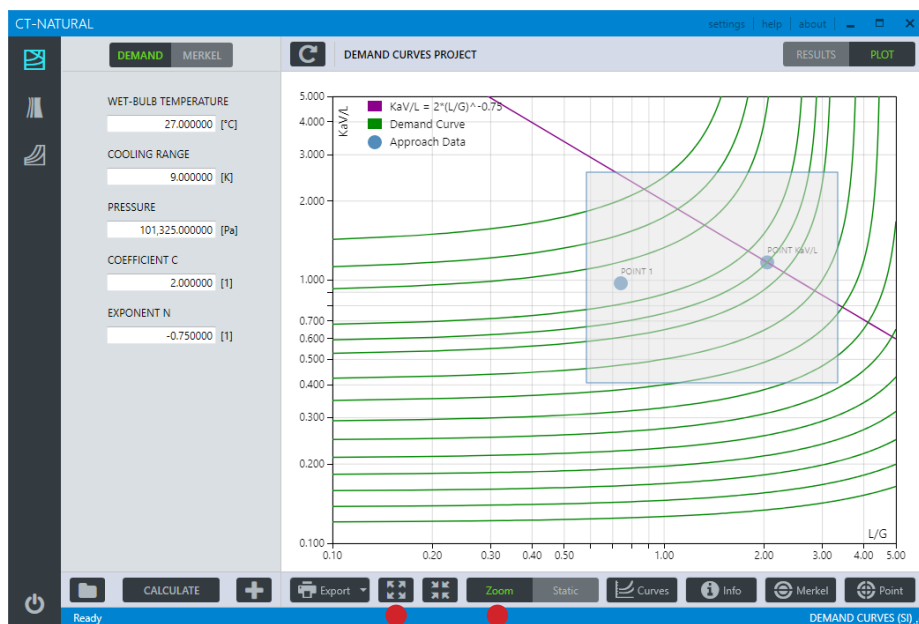 CT-NATURAL
settings help about
DEMAND MERKEL
DEMAND CURVES PROJECT
RESULTS PLOT
WET-BULB TEMPERATURE
27.000000 [°C]
COOLING RANGE
9.000000 [K]
PRESSURE
101,325.000000 [Pa]
COEFFICIENT C
2.000000 [1]
EXPONENT N
-0.750000 [1]
KaV/L
KaV/L = 2*(L/G)^-0.75
Demand Curve
Approach Data
5.000
4.000
3.000
2.000
1.000
0.700
0.600
0.500
0.400
0.300
0.200
0.100
POINT 1
POINT KaV/L
L/G
0.10 0.20 0.30 0.40 0.50 1.00 2.00 3.00 4.00 5.00
CALCULATE
Export
Zoom Static
Curves
Info
Merkel
Point
Ready
DEMAND CURVES (SI)